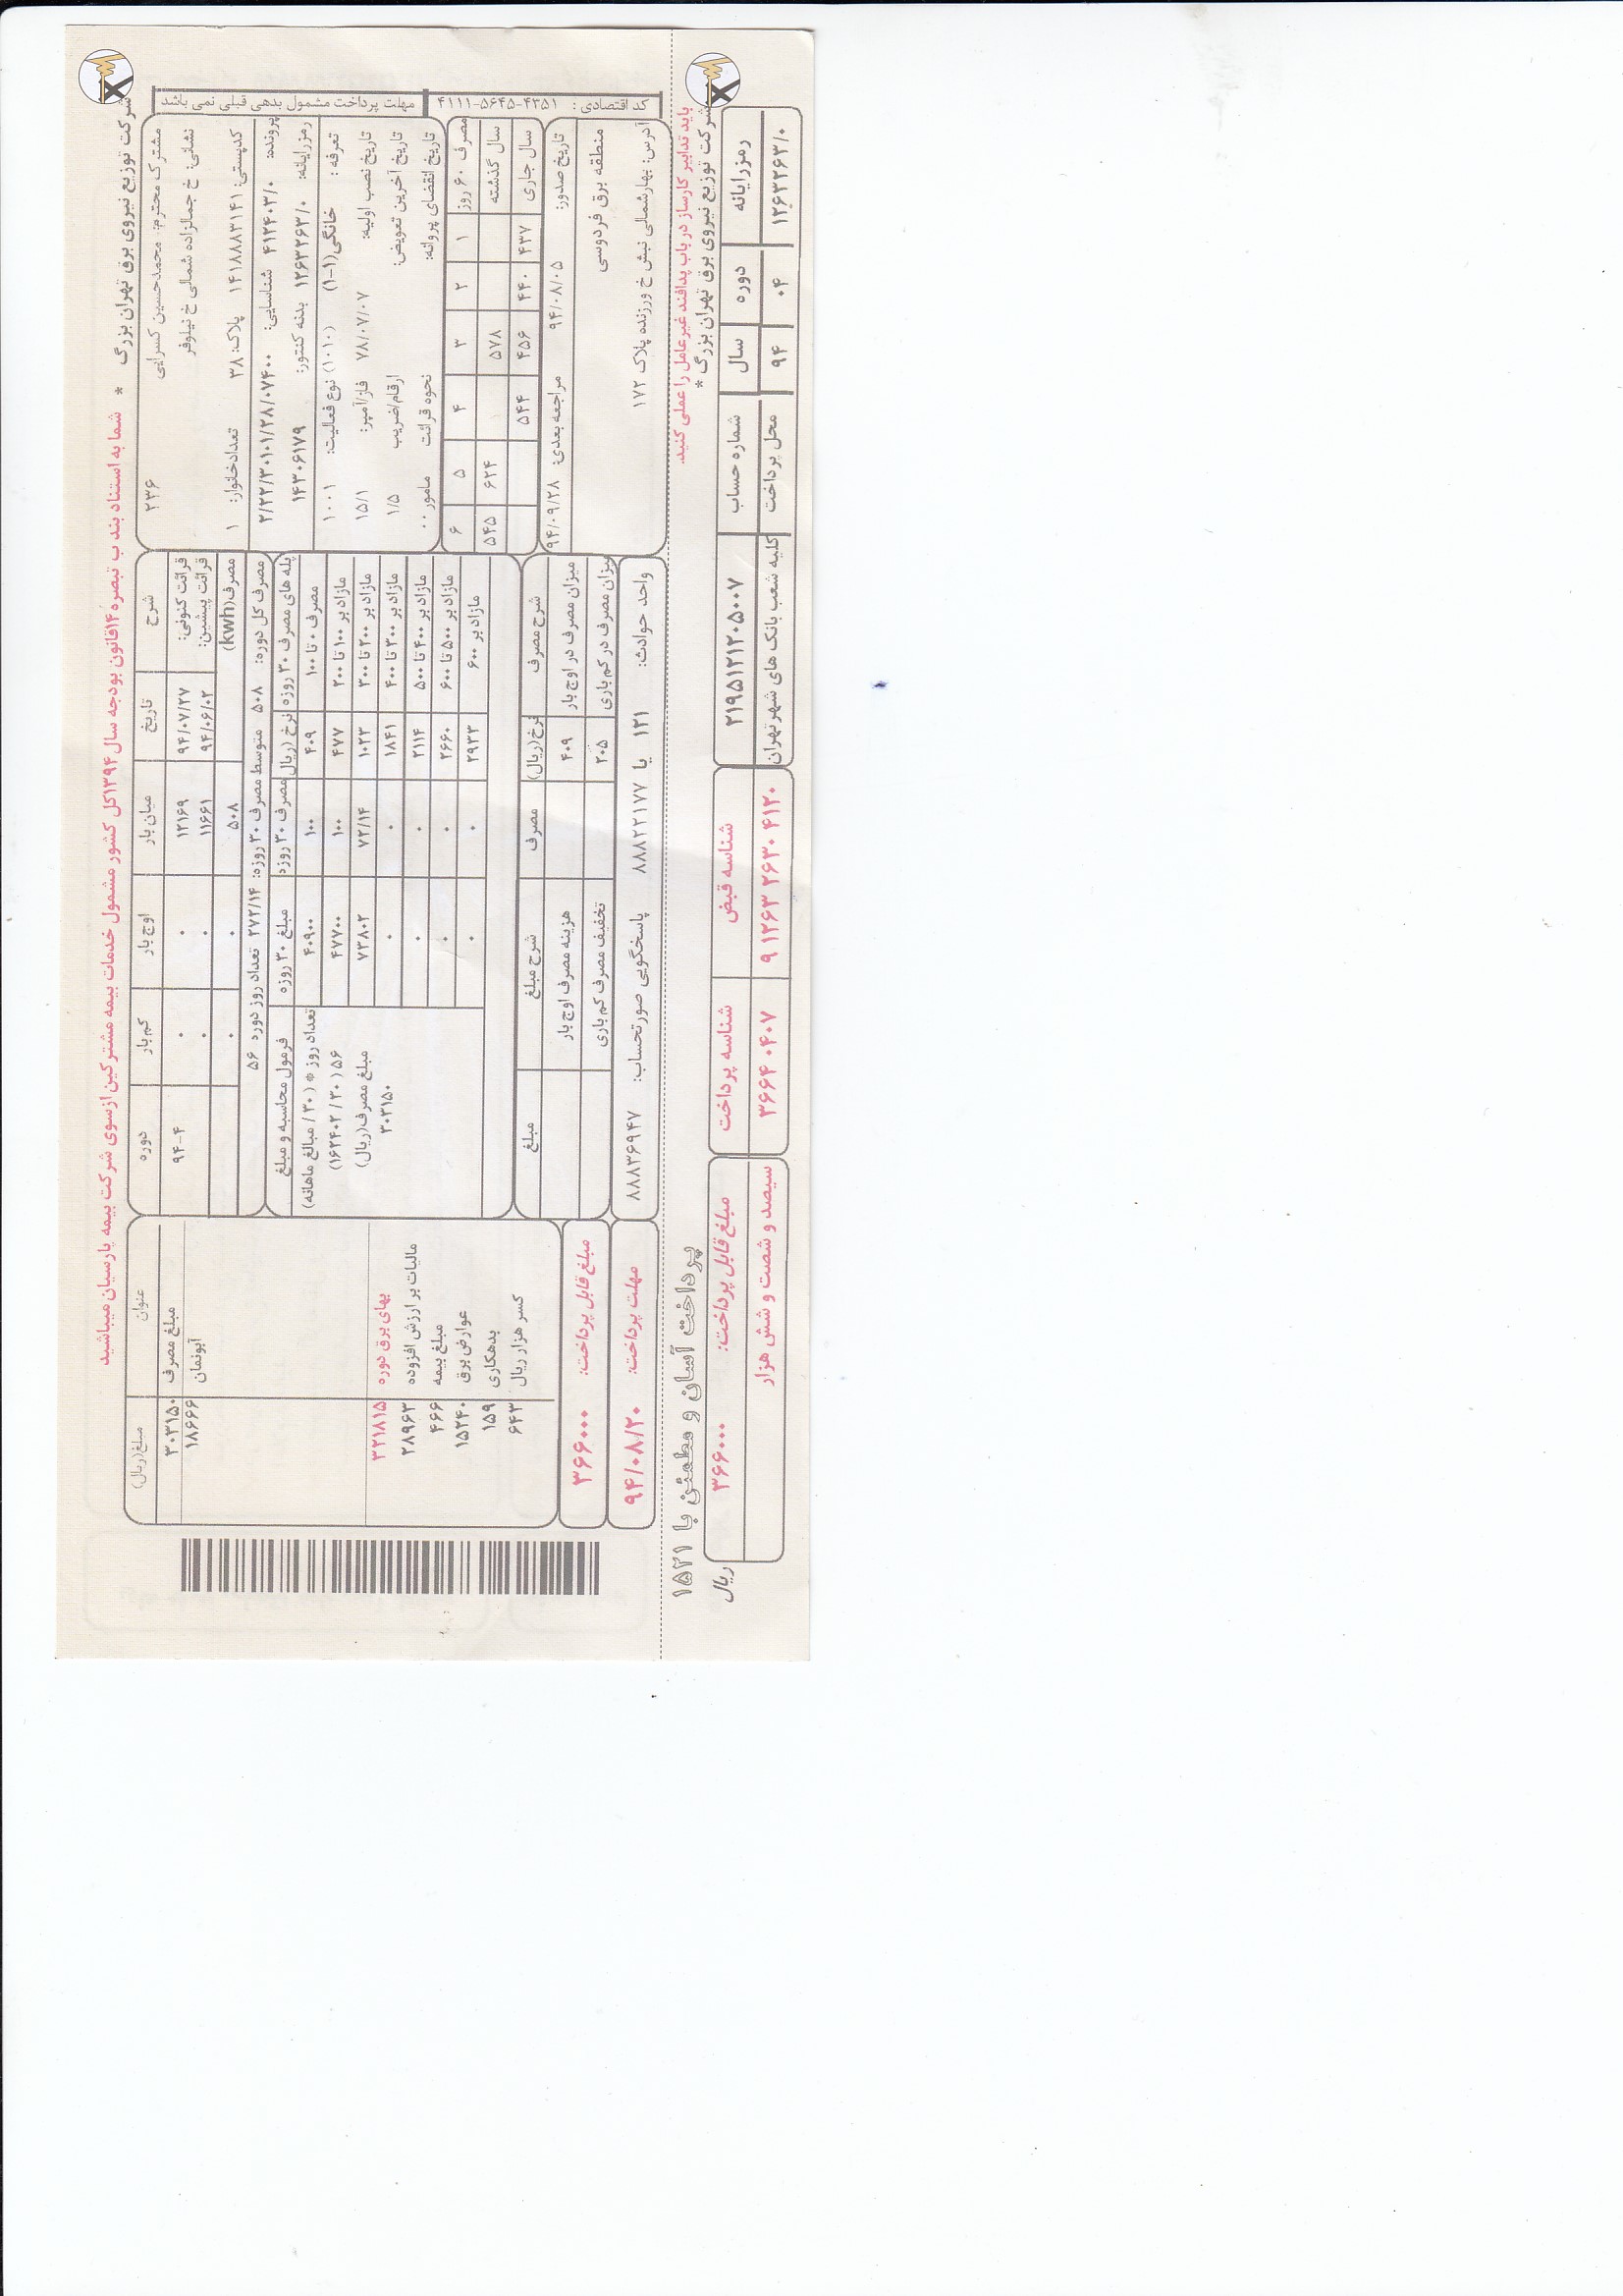 شما به استناد بند ب تبصره ۱۴قانون بودجه سال ۱۳۹۴کل کشور مشمول خدمات بیمه مشترکین ازسوی شرکت بیمه پارسیان میباشید
شرکت توزیع نیروی برق تهران بزرگ *
مشترک محترم: محمدحسین کسرایی ۲۳۶
نشانی: خ جمالزاده شمالی خ نیلوفر
کدپستی: ۱۴۱۸۸۸۳۱۴۱ پلاک: ۳۸ تعدادخانوار: ۱
پرونده: ۴۱۲۴۰۳/۰ شناسایی: ۲/۲۲/۳۰۱۰۱/۲۸/۰۷۴۰۰
رمزرایانه: ۱۲۶۳۲۶۳/۰ بدنه کنتور: ۱۴۳۰۶۱۷۹
تعرفه : خانگی(۱-۱) (۱۰۱۰) نوع فعالیت: ۱۰۰۱
تاریخ نصب اولیه: ۷۸/۰۷/۰۷ فاز/آمپر: ۱۵/۱
تاریخ آخرین تعویض: ارقام/ضریب ۱/۵
تاریخ انقضای پروانه: نحوه قرائت مامور ۰۰
مصرف ۶۰ روز ۱ ۲ ۳ ۴ ۵ ۶
سال گذشته ۵۷۸ ۶۲۴ ۵۴۵
سال جاری ۴۳۷ ۴۴۰ ۴۵۶ ۵۴۴
تاریخ صدور: ۹۴/۰۸/۰۵ مراجعه بعدی: ۹۴/۰۹/۲۸
منطقه برق فردوسی
آدرس: بهارشمالی نبش خ ورزنده پلاک ۱۷۲
مهلت پرداخت مشمول بدهی قبلی نمی باشد
کد اقتصادی : ۴۱۱۱-۵۶۴۵-۴۳۵۱
شرح تاریخ میان بار اوج بار کم بار دوره
قرائت کنونی: ۹۴/۰۷/۲۷ ۱۲۱۶۹ ۰ ۰ ۹۴-۴
قرائت پیشین: ۹۴/۰۶/۰۲ ۱۱۶۶۱ ۰ ۰
مصرف(kwh) ۵۰۸ ۰ ۰
مصرف کل دوره: ۵۰۸ متوسط مصرف ۳۰ روزه: ۲۷۲/۱۴ تعداد روز دوره ۵۶
پله های مصرف ۳۰ روزه نرخ (ریال) مصرف ۳۰ روزه مبلغ ۳۰ روزه فرمول محاسبه و مبلغ
مصرف ۰ تا ۱۰۰ ۴۰۹ ۱۰۰ ۴۰۹۰۰ تعداد روز * (۳۰ / مبالغ ماهانه)
مازاد بر ۱۰۰ تا ۲۰۰ ۴۷۷ ۱۰۰ ۴۷۷۰۰ ۵۶ (۳۰ / ۱۶۲۴۰۲)
مازاد بر ۲۰۰ تا ۳۰۰ ۱۰۲۳ ۷۲/۱۴ ۷۳۸۰۲ مبلغ مصرف(ریال)
مازاد بر ۳۰۰ تا ۴۰۰ ۱۸۴۱ ۰ ۰ ۳۰۳۱۵۰
مازاد بر ۴۰۰ تا ۵۰۰ ۲۱۱۴ ۰ ۰
مازاد بر ۵۰۰ تا ۶۰۰ ۲۶۶۰ ۰ ۰
مازاد بر ۶۰۰ ۲۹۳۳ ۰ ۰
شرح مصرف نرخ(ریال) مصرف شرح مبلغ مبلغ
میزان مصرف در اوج بار ۴۰۹ هزینه مصرف اوج بار
میزان مصرف در کم باری ۲۰۵ تخفیف مصرف کم باری
واحد حوادث: ۱۲۱ یا ۸۸۸۲۲۱۷۷ پاسخگویی صورتحساب: ۸۸۸۳۶۹۴۷
عنوان مبلغ(ریال)
مبلغ مصرف ۳۰۳۱۵۰
آبونمان ۱۸۶۶۶
بهای برق دوره ۳۲۱۸۱۵
مالیات بر ارزش افزوده ۲۸۹۶۳
مبلغ بیمه ۴۶۶
عوارض برق ۱۵۲۴۰
بدهکاری ۱۵۹
کسر هزار ریال ۶۴۳
مبلغ قابل پرداخت: ۳۶۶۰۰۰
مهلت پرداخت: ۹۴/۰۸/۲۰
باید تدابیر کارساز در باب پدافند غیرعامل را عملی کنید.
پرداخت آسان و مطمئن با ۱۵۲۱
شرکت توزیع نیروی برق تهران بزرگ *
رمزرایانه دوره سال شماره حساب ۲۱۹۵۱۲۱۲۰۵۰۰۷ شناسه قبض شناسه پرداخت مبلغ قابل پرداخت: ۳۶۶۰۰۰ ریال
۱۲۶۳۲۶۳/۰ ۰۴ ۹۴ محل پرداخت کلیه شعب بانک های شهرتهران ۹ ۱۲۶۳ ۲۶۳۰ ۴۱۲۰ ۳۶۶۴ ۰۴۰۷ سیصد و شصت و شش هزار